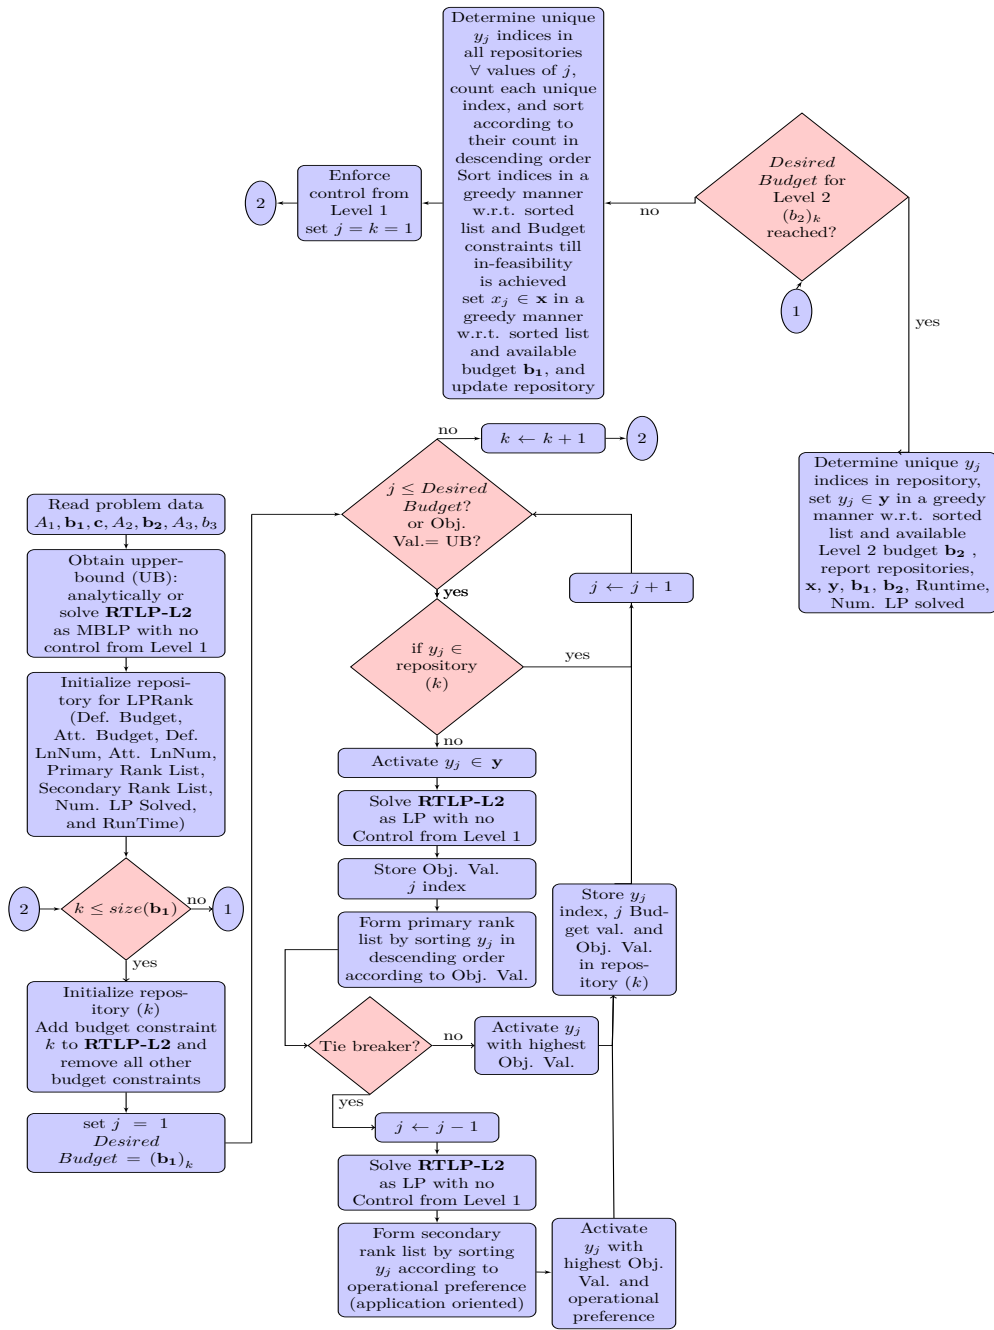 Determine unique
y_j indices in
all repositories
∀ values of j,
count each unique
index, and sort
according to
their count in
descending order
Sort indices in a
greedy manner
w.r.t. sorted
list and Budget
constraints till
in-feasibility
is achieved
set x_j ∈ x in a
greedy manner
w.r.t. sorted list
and available
budget b_1, and
update repository
Enforce
control from
Level 1
set j = k = 1
2
no
Desired
Budget for
Level 2
(b_2)_k
reached?
1
yes
Determine unique y_j
indices in repository,
set y_j ∈ y in a greedy
manner w.r.t. sorted
list and available
Level 2 budget b_2 ,
report repositories,
x, y, b_1, b_2, Runtime,
Num. LP solved
no
k ← k + 1
2
j ≤ Desired
Budget?
or Obj.
Val.= UB?
yes
j ← j + 1
if y_j ∈
repository
(k)
yes
no
Read problem data
A_1, b_1, c, A_2, b_2, A_3, b_3
Obtain upper-
bound (UB):
analytically or
solve RTLP-L2
as MBLP with no
control from Level 1
Initialize reposi-
tory for LPRank
(Def. Budget,
Att. Budget, Def.
LnNum, Att. LnNum,
Primary Rank List,
Secondary Rank List,
Num. LP Solved,
and RunTime)
2
k ≤ size(b_1)
no
1
yes
Initialize repos-
itory (k)
Add budget constraint
k to RTLP-L2 and
remove all other
budget constraints
set j = 1
Desired
Budget = (b_1)_k
Activate y_j ∈ y
Solve RTLP-L2
as LP with no
Control from Level 1
Store Obj. Val.
j index
Form primary rank
list by sorting y_j in
descending order
according to Obj. Val.
Tie breaker?
no
Activate y_j
with highest
Obj. Val.
Store y_j
index, j Bud-
get val. and
Obj. Val.
in repos-
itory (k)
yes
j ← j − 1
Solve RTLP-L2
as LP with no
Control from Level 1
Form secondary
rank list by sorting
y_j according to
operational preference
(application oriented)
Activate
y_j with
highest Obj.
Val. and
operational
preference